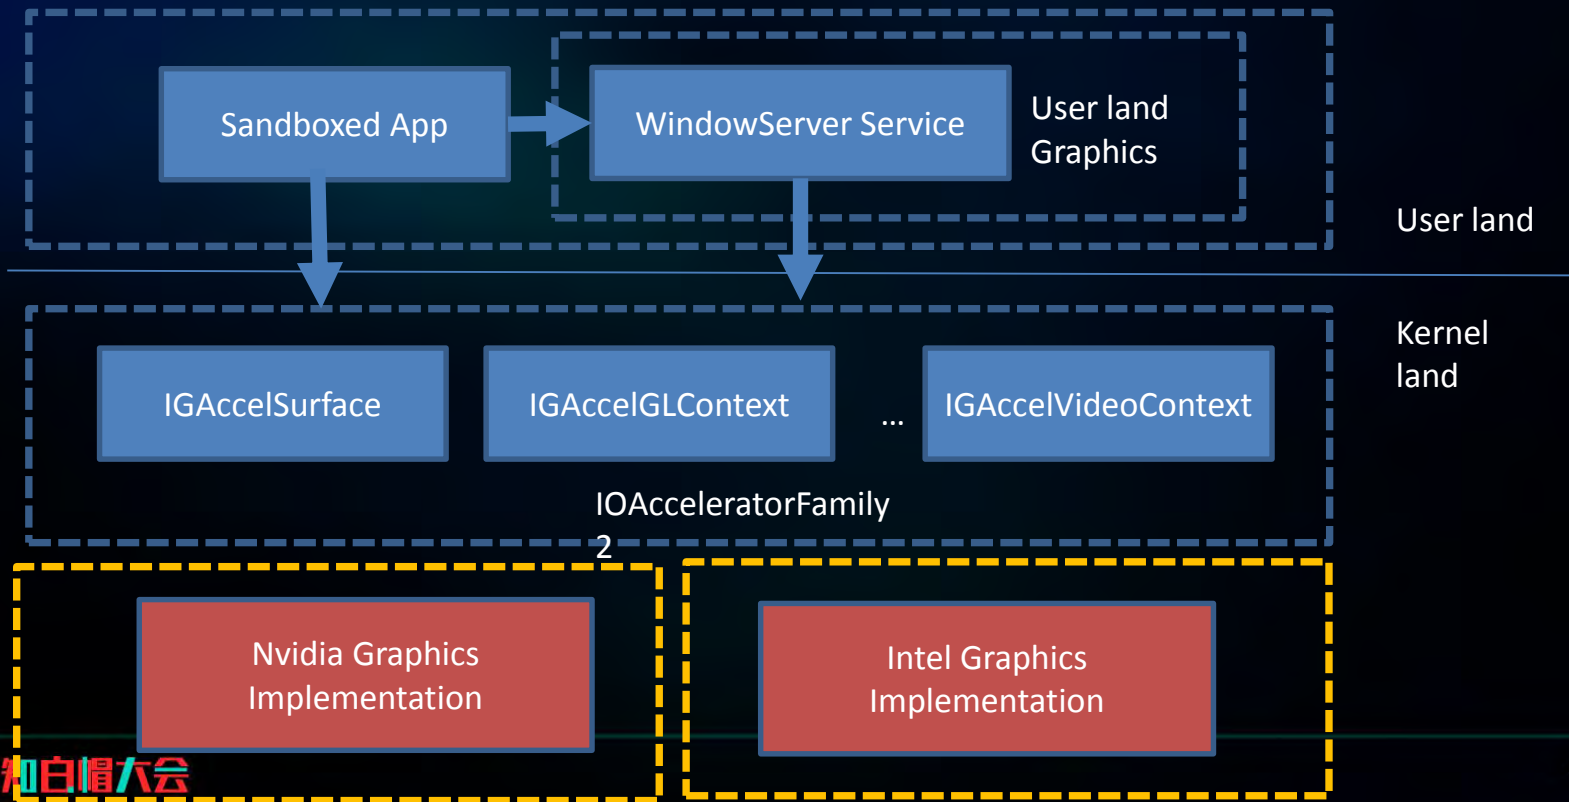 Sandboxed App
WindowServer Service
User land
Graphics
User land
Kernel
land
IGAccelSurface
IGAccelGLContext
...
IGAccelVideoContext
IOAcceleratorFamily
2
Nvidia Graphics
Implementation
Intel Graphics
Implementation
知白帽大会